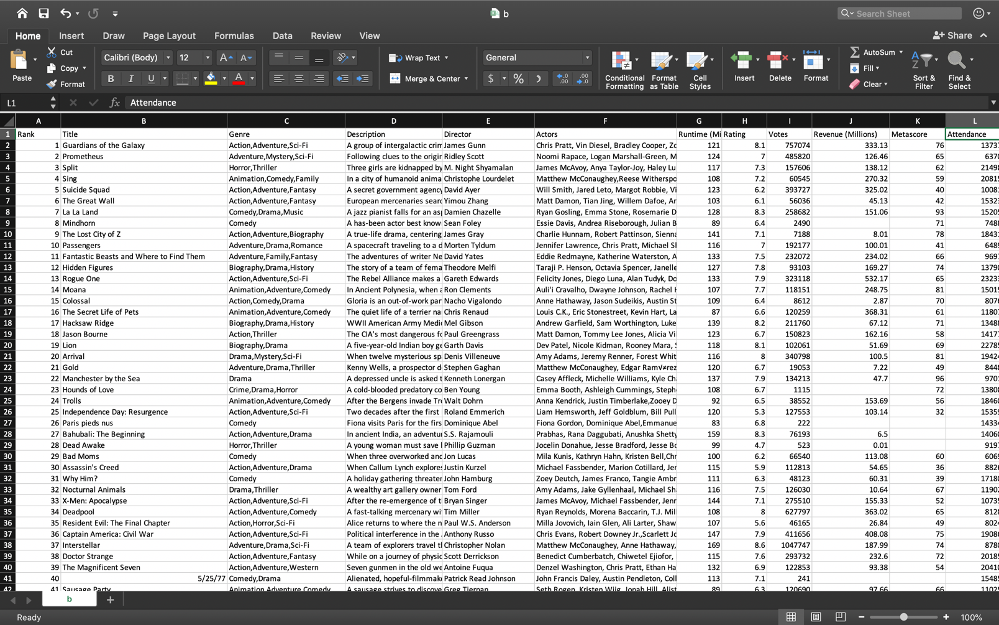 b
Search Sheet
Home Insert Draw Page Layout Formulas Data Review View Share
Paste Cut Copy Format
Calibri (Body) 12 A A
B I U A
Wrap Text
Merge & Center
General
$ % )
Conditional Formatting Format as Table Cell Styles
Insert Delete Format
AutoSum
Fill
Clear
Sort & Filter Find & Select
L1 fx Attendance
A B C D E F G H I J K L
1 Rank Title Genre Description Director Actors Runtime (Mi Rating Votes Revenue (Millions) Metascore Attendance
2 1 Guardians of the Galaxy Action,Adventure,Sci-Fi A group of intergalactic crim James Gunn Chris Pratt, Vin Diesel, Bradley Cooper, Zo 121 8.1 757074 333.13 76 1373
3 2 Prometheus Adventure,Mystery,Sci-Fi Following clues to the origin Ridley Scott Noomi Rapace, Logan Marshall-Green, M 124 7 485820 126.46 65 6370
4 3 Split Horror,Thriller Three girls are kidnapped by M. Night Shyamalan James McAvoy, Anya Taylor-Joy, Haley Lu 117 7.3 157606 138.12 62 21498
5 4 Sing Animation,Comedy,Family In a city of humanoid anima Christophe Lourdelet Matthew McConaughey,Reese Witherspo 108 7.2 60545 270.32 59 20815
6 5 Suicide Squad Action,Adventure,Fantasy A secret government agency David Ayer Will Smith, Jared Leto, Margot Robbie, Vi 123 6.2 393727 325.02 40 1008
7 6 The Great Wall Action,Adventure,Fantasy European mercenaries searc Yimou Zhang Matt Damon, Tian Jing, Willem Dafoe, An 103 6.1 56036 45.13 42 15323
8 7 La La Land Comedy,Drama,Music A jazz pianist falls for an asp Damien Chazelle Ryan Gosling, Emma Stone, Rosemarie D 128 8.3 258682 151.06 93 15205
9 8 Mindhorn Comedy A has-been actor best know Sean Foley Essie Davis, Andrea Riseborough, Julian B 89 6.4 2490 71 7488
10 9 The Lost City of Z Action,Adventure,Biography A true-life drama, centering James Gray Charlie Hunnam, Robert Pattinson, Sienna 141 7.1 7188 8.01 78 1843
11 10 Passengers Adventure,Drama,Romance A spacecraft traveling to a d Morten Tyldum Jennifer Lawrence, Chris Pratt, Michael Sh 116 7 192177 100.01 41 6489
12 11 Fantastic Beasts and Where to Find Them Adventure,Family,Fantasy The adventures of writer Ne David Yates Eddie Redmayne, Katherine Waterston, A 133 7.5 232072 234.02 66 969
13 12 Hidden Figures Biography,Drama,History The story of a team of fema Theodore Melfi Taraji P. Henson, Octavia Spencer, Janelle 127 7.8 93103 169.27 74 13790
14 13 Rogue One Action,Adventure,Sci-Fi The Rebel Alliance makes a Gareth Edwards Felicity Jones, Diego Luna, Alan Tudyk, Do 133 7.9 323118 532.17 65 23233
15 14 Moana Animation,Adventure,Comedy In Ancient Polynesia, when a Ron Clements Auli'i Cravalho, Dwayne Johnson, Rachel H 107 7.7 118151 248.75 81 15015
16 15 Colossal Action,Comedy,Drama Gloria is an out-of-work par Nacho Vigalondo Anne Hathaway, Jason Sudeikis, Austin St 109 6.4 8612 2.87 70 8076
17 16 The Secret Life of Pets Animation,Adventure,Comedy The quiet life of a terrier na Chris Renaud Louis C.K., Eric Stonestreet, Kevin Hart, La 87 6.6 120259 368.31 61 1180
18 17 Hacksaw Ridge Biography,Drama,History WWII American Army Medi Mel Gibson Andrew Garfield, Sam Worthington, Luke 139 8.2 211760 67.12 71 13488
19 18 Jason Bourne Action,Thriller The CIA's most dangerous fo Paul Greengrass Matt Damon, Tommy Lee Jones, Alicia Vi 123 6.7 150823 162.16 58 1417
20 19 Lion Biography,Drama A five-year-old Indian boy ge Garth Davis Dev Patel, Nicole Kidman, Rooney Mara, 118 8.1 102061 51.69 69 22785
21 20 Arrival Drama,Mystery,Sci-Fi When twelve mysterious sp Denis Villeneuve Amy Adams, Jeremy Renner, Forest Whit 116 8 340798 100.5 81 19424
22 21 Gold Adventure,Drama,Thriller Kenny Wells, a prospector d Stephen Gaghan Matthew McConaughey, Edgar Ram√≠rez 120 6.7 19053 7.22 49 8448
23 22 Manchester by the Sea Drama A depressed uncle is asked t Kenneth Lonergan Casey Affleck, Michelle Williams, Kyle Ch 137 7.9 134213 47.7 96 970
24 23 Hounds of Love Crime,Drama,Horror A cold-blooded predatory co Ben Young Emma Booth, Ashleigh Cummings, Steph 108 6.7 1115 72 13808
25 24 Trolls Animation,Adventure,Comedy After the Bergens invade Tro Walt Dohrn Anna Kendrick, Justin Timberlake,Zooey D 92 6.5 38552 153.69 56 18460
26 25 Independence Day: Resurgence Action,Adventure,Sci-Fi Two decades after the first Roland Emmerich Liam Hemsworth, Jeff Goldblum, Bill Pull 120 5.3 127553 103.14 32 15359
27 26 Paris pieds nus Comedy Fiona visits Paris for the firs Dominique Abel Fiona Gordon, Dominique Abel,Emmanue 83 6.8 222 14334
28 27 Bahubali: The Beginning Action,Adventure,Drama In ancient India, an adventu S.S. Rajamouli Prabhas, Rana Daggubati, Anushka Shetty 159 8.3 76193 6.5 14060
29 28 Dead Awake Horror,Thriller A young woman must save Phillip Guzman Jocelin Donahue, Jesse Bradford, Jesse Bo 99 4.7 523 0.01 919
30 29 Bad Moms Comedy When three overworked anc Jon Lucas Mila Kunis, Kathryn Hahn, Kristen Bell,Chr 100 6.2 66540 113.08 60 6069
31 30 Assassin's Creed Action,Adventure,Drama When Callum Lynch explores Justin Kurzel Michael Fassbender, Marion Cotillard, Jer 115 5.9 112813 54.65 36 8826
32 31 Why Him? Comedy A holiday gathering threaten John Hamburg Zoey Deutch, James Franco, Tangie Ambr 111 6.3 48123 60.31 39 17180
33 32 Nocturnal Animals Drama,Thriller A wealthy art gallery owner Tom Ford Amy Adams, Jake Gyllenhaal, Michael Sh 116 7.5 126030 10.64 67 11902
34 33 X-Men: Apocalypse Action,Adventure,Sci-Fi After the re-emergence of t Bryan Singer James McAvoy, Michael Fassbender, Jenn 144 7.1 275510 155.33 52 10735
35 34 Deadpool Action,Adventure,Comedy A fast-talking mercenary wi Tim Miller Ryan Reynolds, Morena Baccarin, T.J. Mil 108 8 627797 363.02 65 8128
36 35 Resident Evil: The Final Chapter Action,Horror,Sci-Fi Alice returns to where the n Paul W.S. Anderson Milla Jovovich, Iain Glen, Ali Larter, Shaw 107 5.6 46165 26.84 49 8024
37 36 Captain America: Civil War Action,Adventure,Sci-Fi Political interference in the Anthony Russo Chris Evans, Robert Downey Jr.,Scarlett Jo 147 7.9 411656 408.08 75 19086
38 37 Interstellar Adventure,Drama,Sci-Fi A team of explorers travel t Christopher Nolan Matthew McConaughey, Anne Hathaway, 169 8.6 1047747 187.99 74 8780
39 38 Doctor Strange Action,Adventure,Fantasy While on a journey of physic Scott Derrickson Benedict Cumberbatch, Chiwetel Ejiofor, 115 7.6 293732 232.6 72 20185
40 39 The Magnificent Seven Action,Adventure,Western Seven gunmen in the old we Antoine Fuqua Denzel Washington, Chris Pratt, Ethan Ha 132 6.9 122853 93.38 54 20410
41 40 5/25/77 Comedy,Drama Alienated, hopeful-filmmak Patrick Read Johnson John Francis Daley, Austin Pendleton, Coll 113 7.1 241 15485
42 41 Sausage Party Animation,Adventure,Comedy A sausage strives to discove Greg Tiernan Seth Rogen, Kristen Wiig, Jonah Hill, Alist 89 6.3 120690 97.66 66 11025
b
Ready 100%